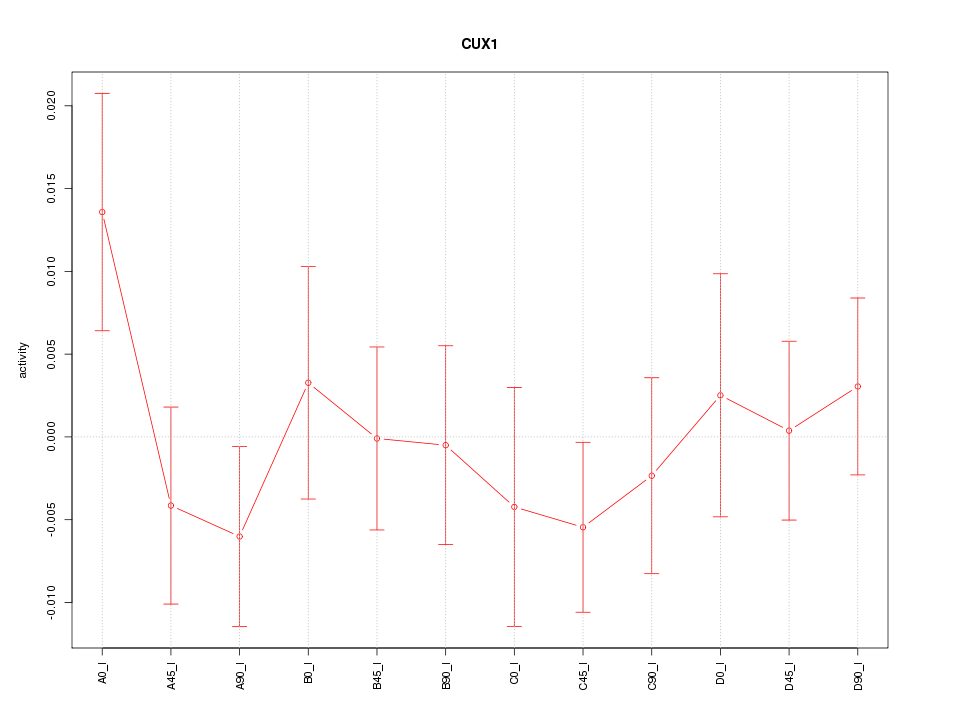 CUX1
activity
0.020
0.015
0.010
0.005
0.000
-0.005
-0.010
A0_I
A45_I
A90_I
B0_I
B45_I
B90_I
C0_I
C45_I
C90_I
D0_I
D45_I
D90_I